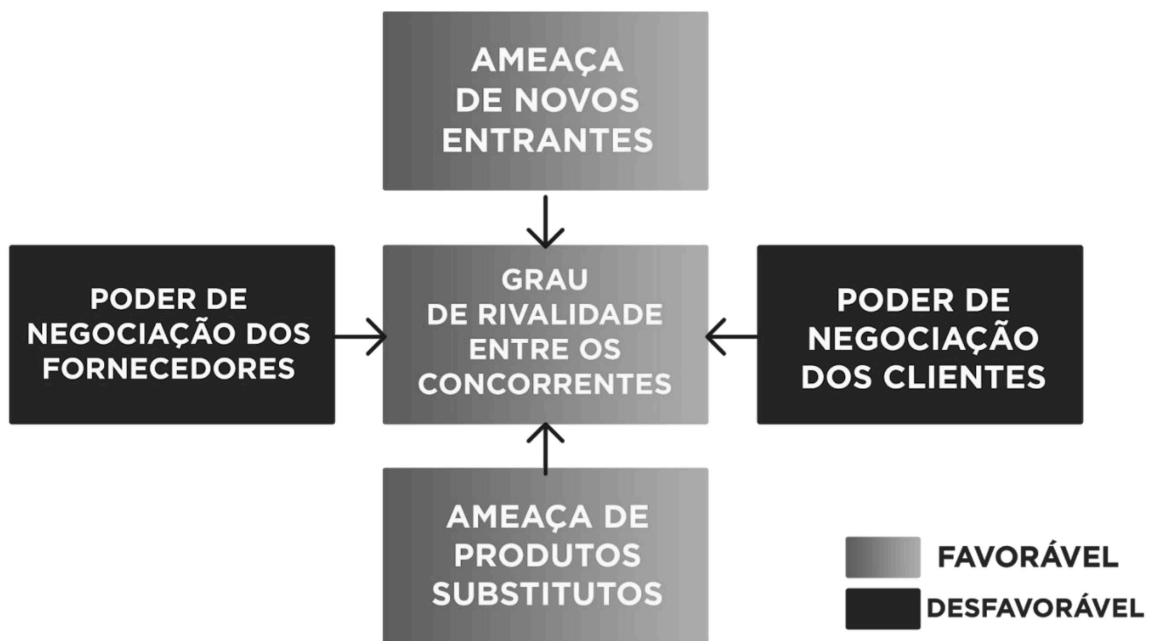 AMEAÇA
DE NOVOS
ENTRANTES
PODER DE
NEGOCIAÇÃO DOS
FORNECEDORES
GRAU
DE RIVALIDADE
ENTRE OS
CONCORRENTES
PODER DE
NEGOCIAÇÃO
DOS CLIENTES
AMEAÇA DE
PRODUTOS
SUBSTITUTOS
FAVORÁVEL
DESFAVORÁVEL